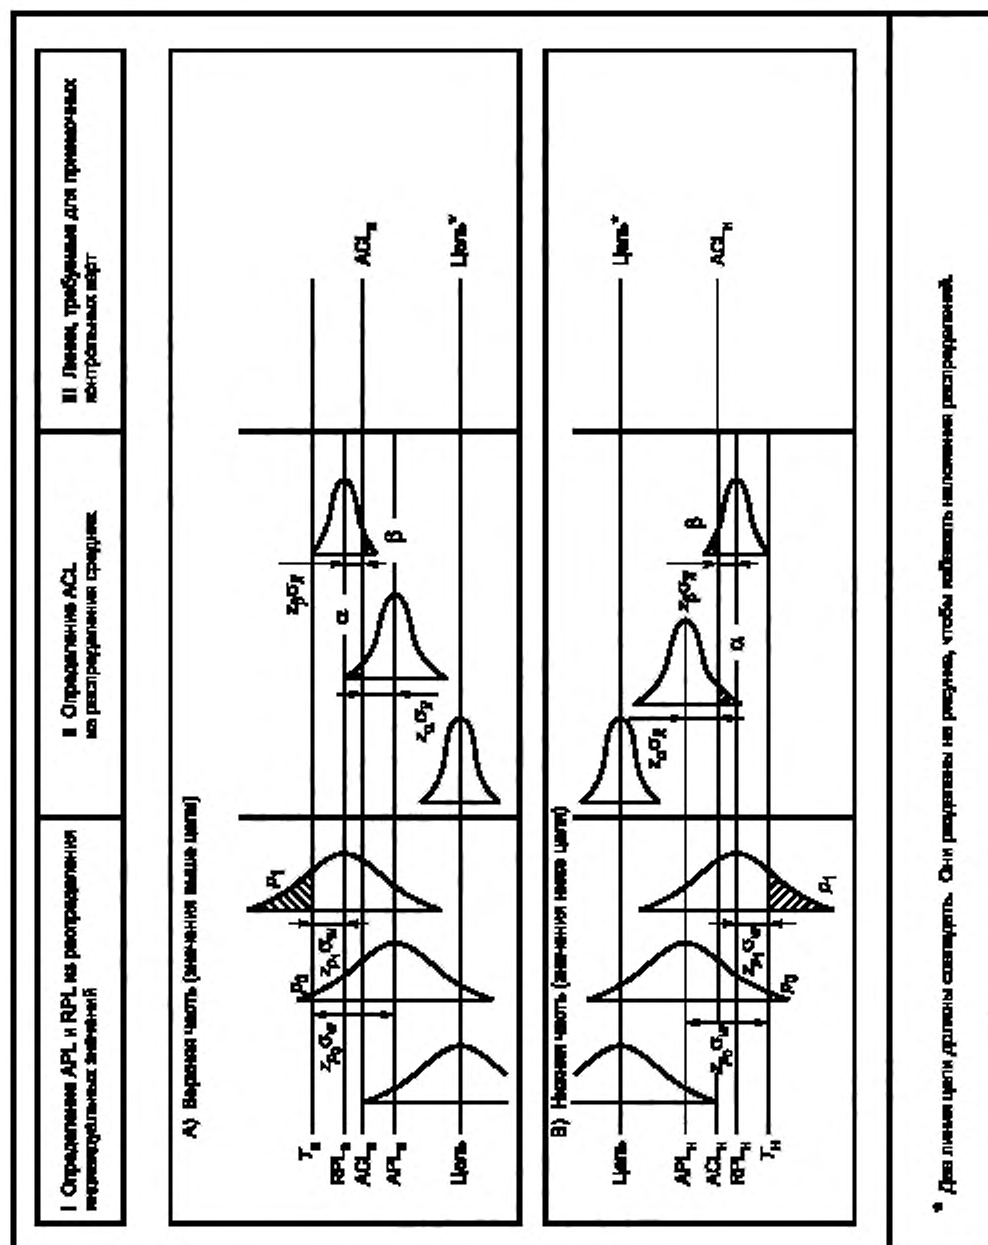 I Определение APL и RPL из распределения
индивидуальных значений
II Определение ACL
из распределения средних
III Линии, требуемые для приемочных
контрольных карт
A) Верхняя часть (значения выше цели)
Tв
RPLв
ACLв
APLв
Цель
p₀
p₁
zp₀σw
zp₁σw
zασx̄
zβσx̄
α
β
ACLв
Цель*
B) Нижняя часть (значения ниже цели)
Цель
APLн
ACLн
RPLн
Tн
p₀
p₁
zp₀σw
zp₁σw
zασx̄
zβσx̄
α
β
Цель*
ACLн
* Две линии цели должны совпадать. Они разделены на рисунке, чтобы избежать наложения распределений.